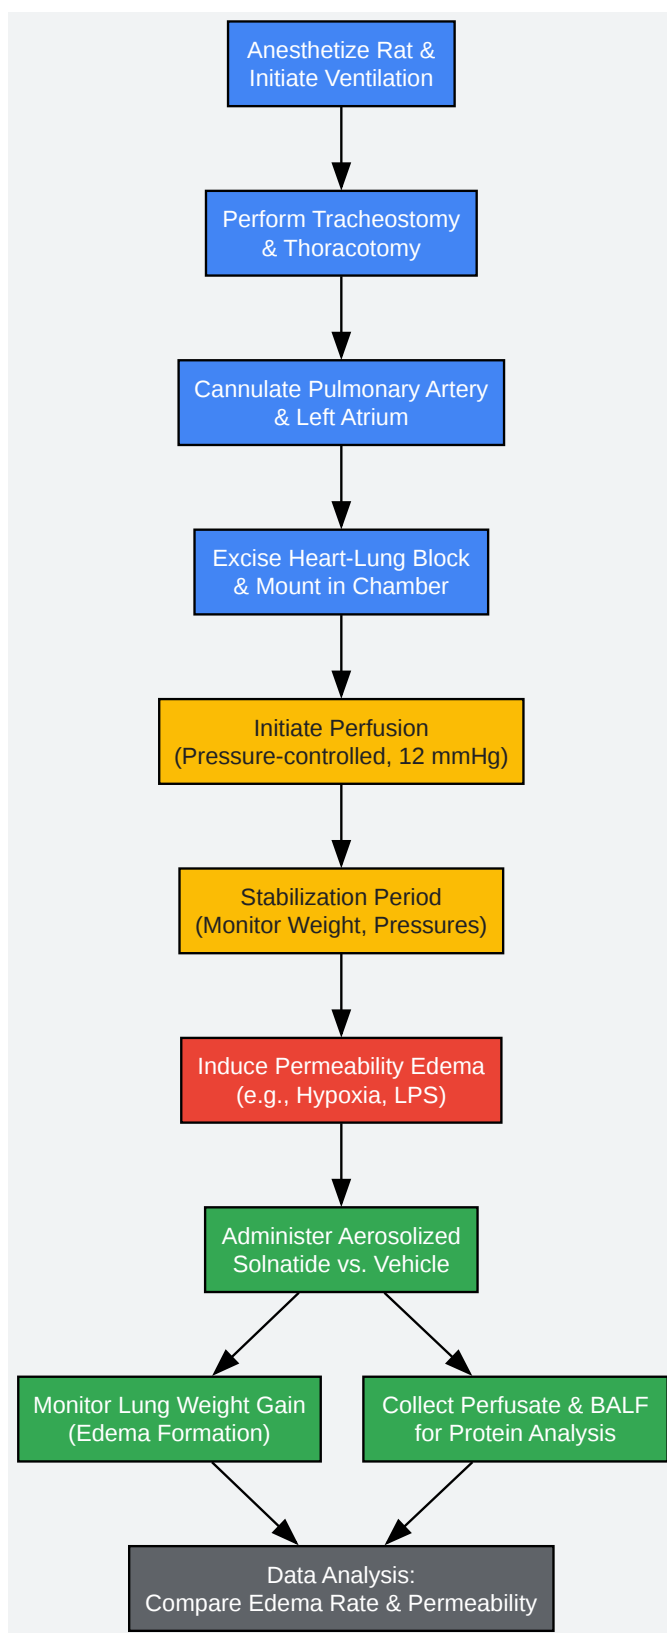 Anesthetize Rat &
Initiate Ventilation
Perform Tracheostomy
& Thoracotomy
Cannulate Pulmonary Artery
& Left Atrium
Excise Heart-Lung Block
& Mount in Chamber
Initiate Perfusion
(Pressure-controlled, 12 mmHg)
Stabilization Period
(Monitor Weight, Pressures)
Induce Permeability Edema
(e.g., Hypoxia, LPS)
Administer Aerosolized
Solnatide vs. Vehicle
Monitor Lung Weight Gain
(Edema Formation)
Collect Perfusate & BALF
for Protein Analysis
Data Analysis:
Compare Edema Rate & Permeability